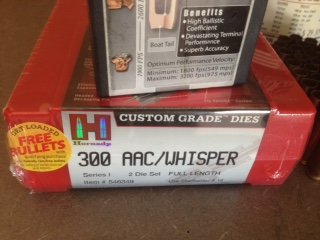 Benefits
• High Ballistic
Coefficient
• Devastating Terminal
Performance
• Superb Accuracy
Boat Tail
Optimum Performance Velocity:
Minimum: 1800 fps(549 mps)
Maximum: 3200 fps(975 mps)
CUSTOM GRADE DIES
GET LOADED
FREE
BULLETS
H
Hornady
300 AAC/WHISPER
Series I 2 Die Set FULL LENGTH
Item # 546349